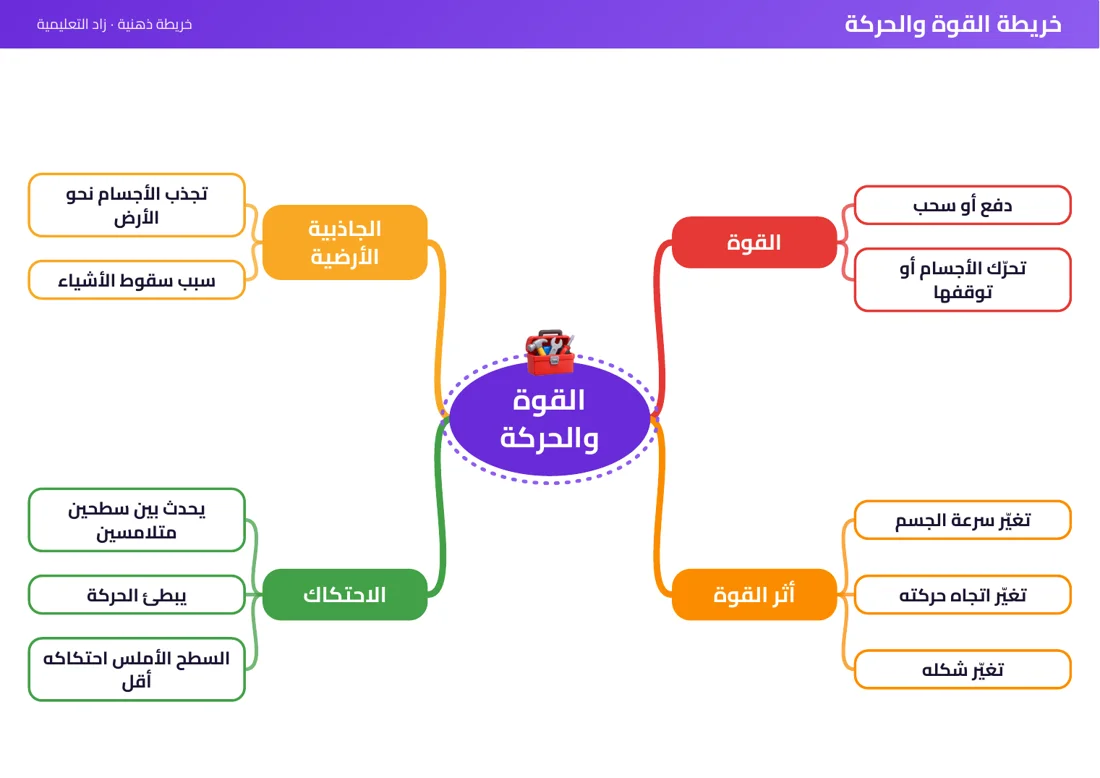 خريطة القوة والحركة
خريطة ذهنية · زاد التعليمية
القوة
والحركة
القوة
دفع أو سحب
تحرّك الأجسام أو
توقفها
أثر القوة
تغيّر سرعة الجسم
تغيّر اتجاه حركته
تغيّر شكله
الجاذبية
الأرضية
تجذب الأجسام نحو
الأرض
سبب سقوط الأشياء
الاحتكاك
يحدث بين سطحين
متلامسين
يبطئ الحركة
السطح الأملس احتكاكه
أقل